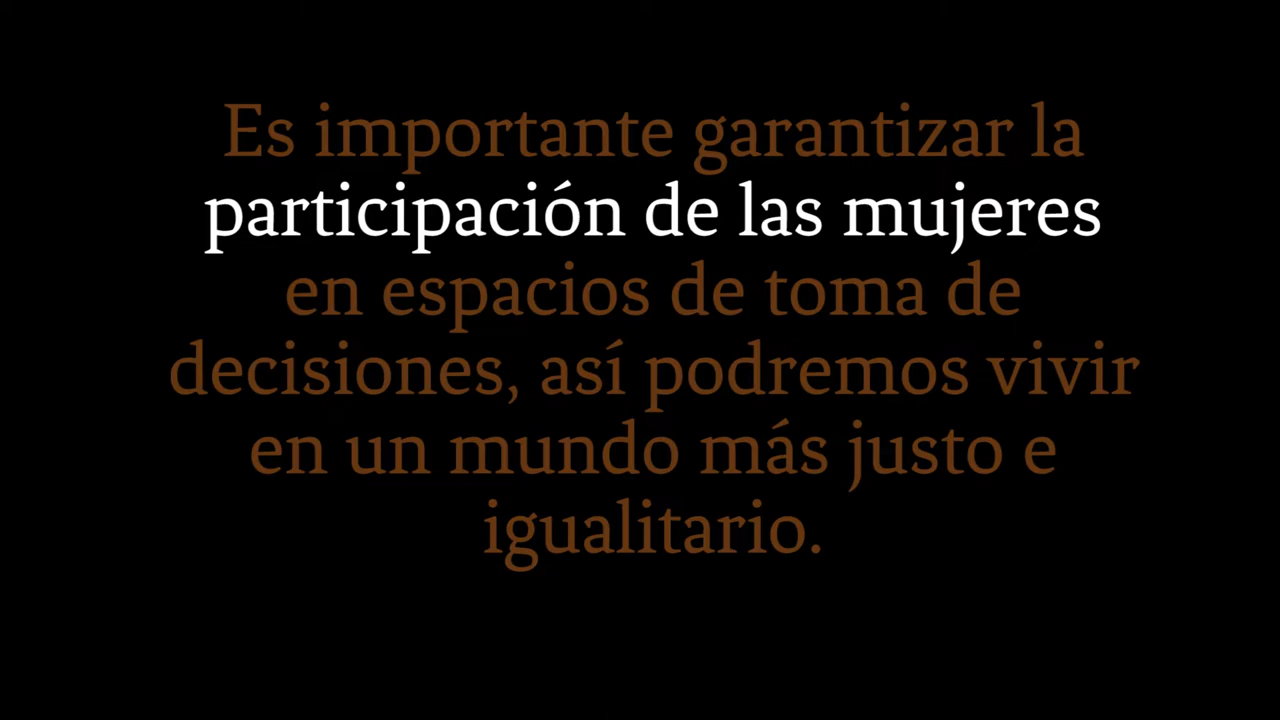 Es importante garantizar la
participación de las mujeres
en espacios de toma de
decisiones, así podremos vivir
en un mundo más justo e
igualitario.